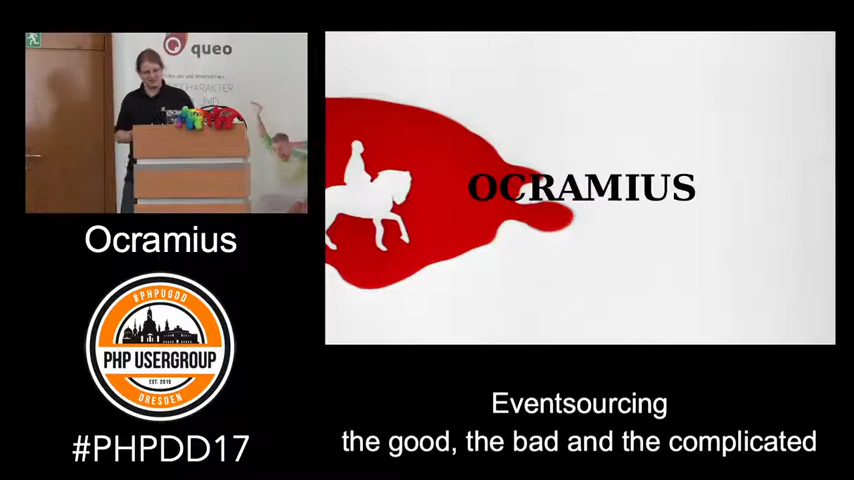 queo
CHARAKTER
UND
OCRAMIUS
Ocramius
#PHPUGDD
PHP USERGROUP
EST. 2016
DRESDEN
#PHPDD17
Eventsourcing
the good, the bad and the complicated